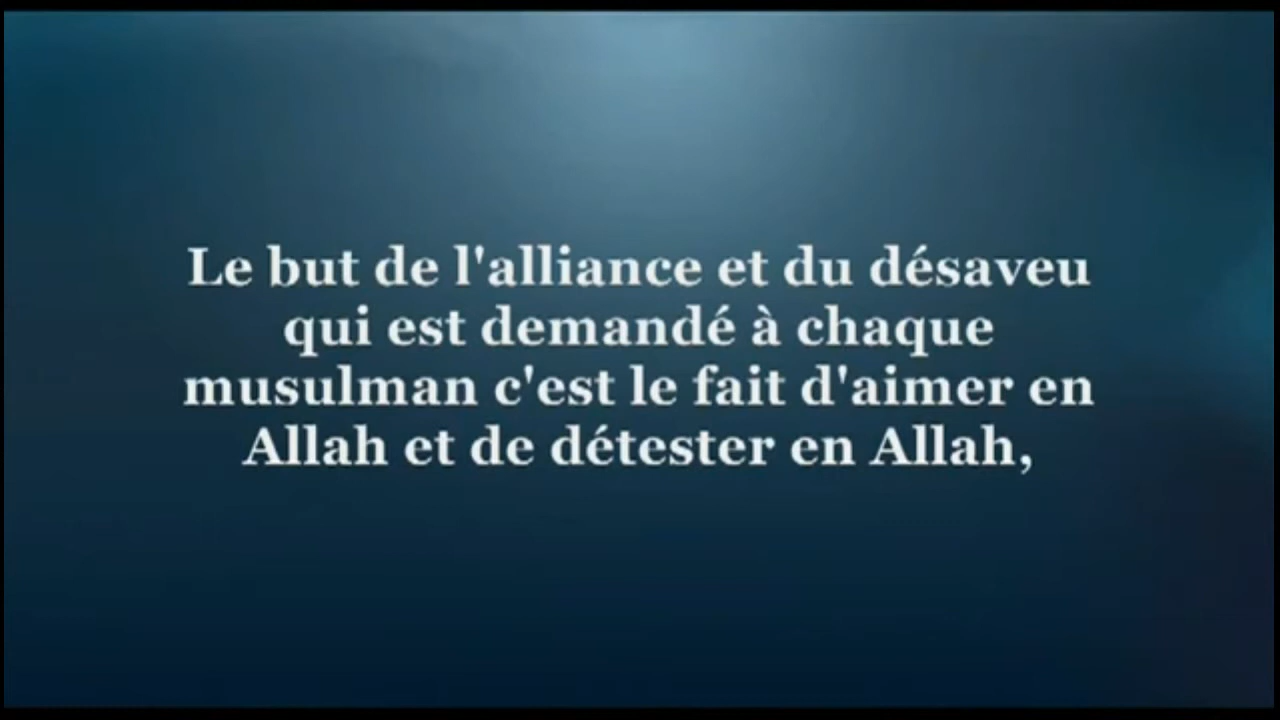 Le but de l'alliance et du désaveu
qui est demandé à chaque
musulman c'est le fait d'aimer en
Allah et de détester en Allah,